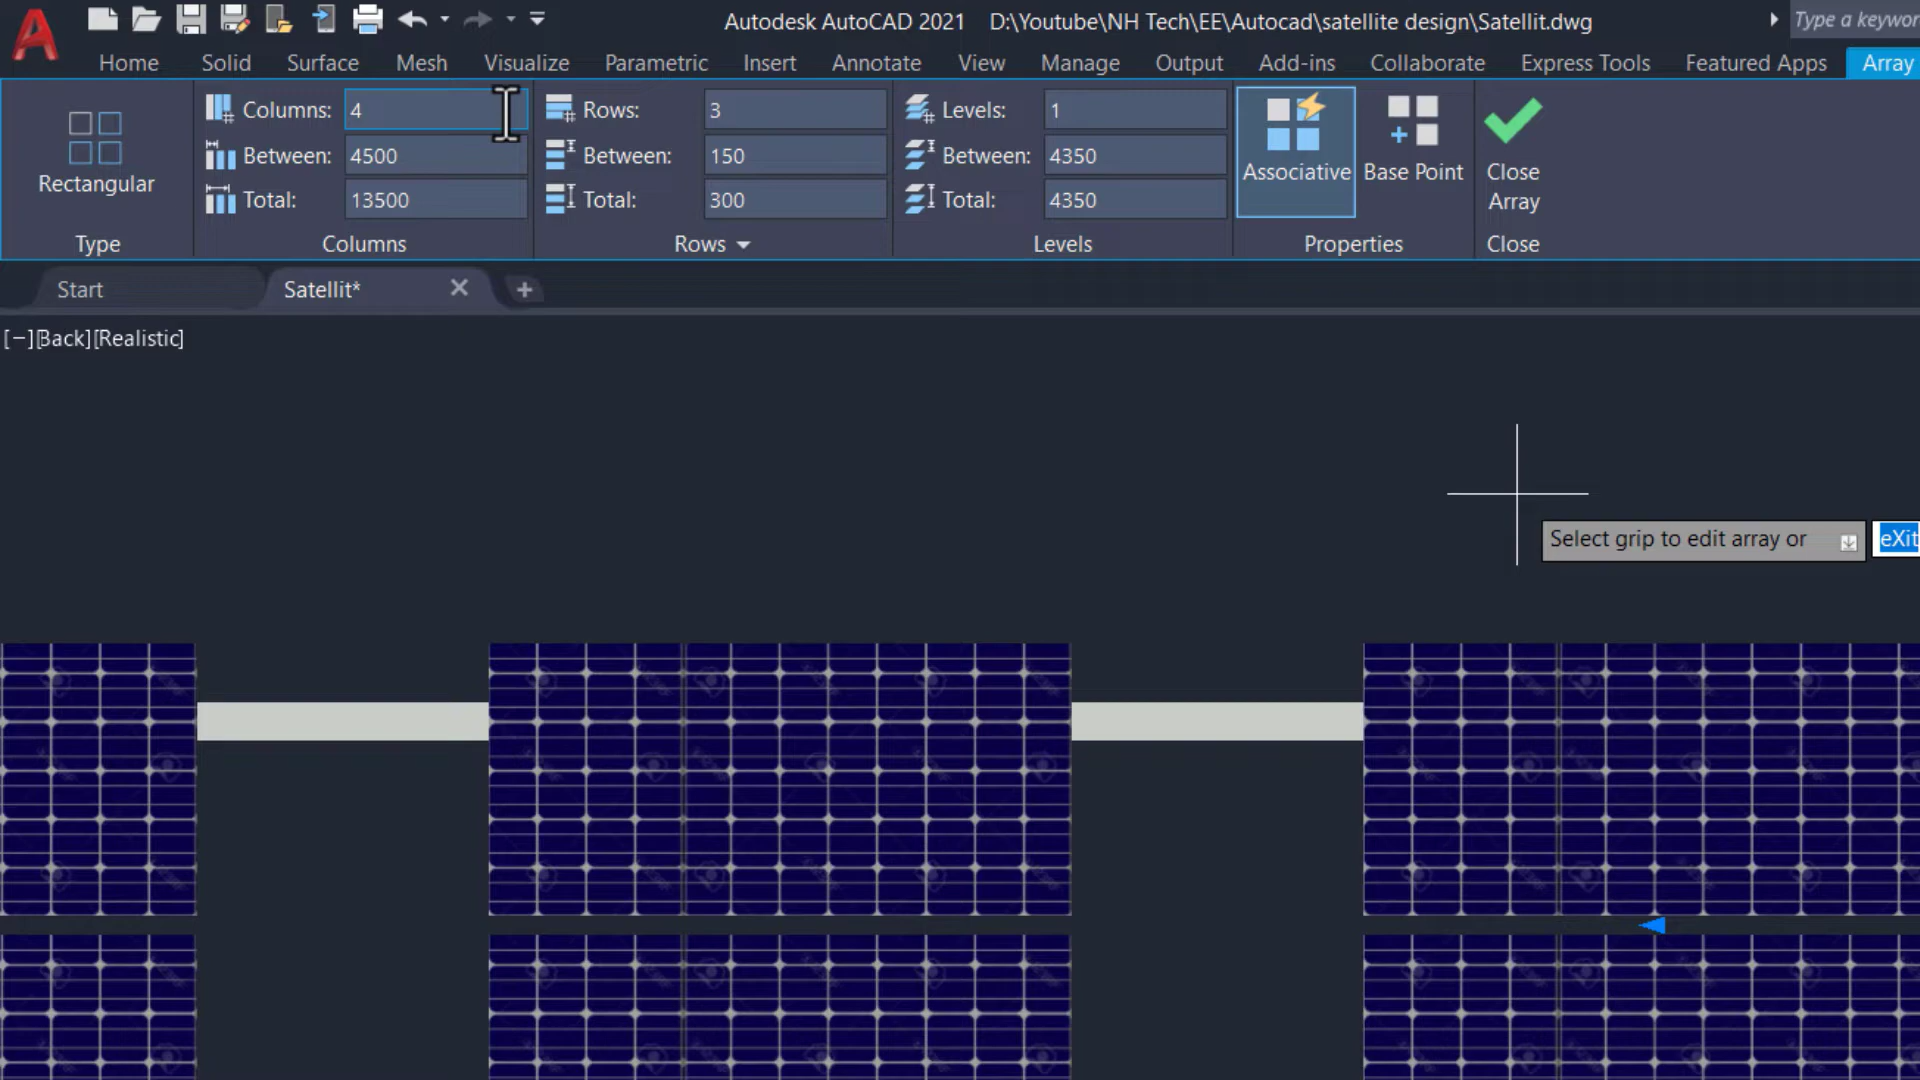 Autodesk AutoCAD 2021 D:\Youtube\NH Tech\EE\Autocad\satellite design\Satellit.dwg
Type a keywor
Home Solid Surface Mesh Visualize Parametric Insert Annotate View Manage Output Add-ins Collaborate Express Tools Featured Apps Array
Columns: 4 Rows: 3 Levels: 1
Between: 4500 Between: 150 Between: 4350
Total: 13500 Total: 300 Total: 4350
Rectangular
Associative Base Point Close Array
Type Columns Rows Levels Properties Close
Start Satellit*
[−][Back][Realistic]
Select grip to edit array or eXit